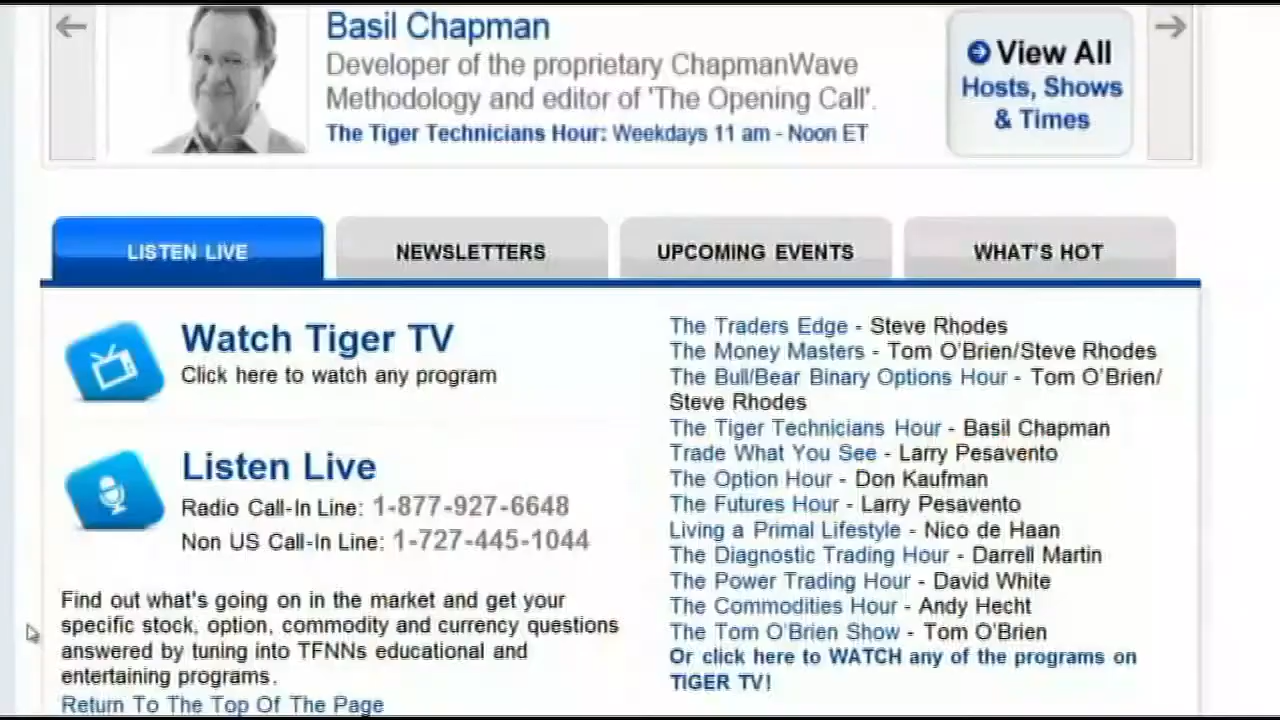 Basil Chapman
Developer of the proprietary ChapmanWave
Methodology and editor of 'The Opening Call'.
The Tiger Technicians Hour: Weekdays 11 am - Noon ET
View All
Hosts, Shows
& Times
LISTEN LIVE
NEWSLETTERS
UPCOMING EVENTS
WHAT'S HOT
Watch Tiger TV
Click here to watch any program
Listen Live
Radio Call-In Line: 1-877-927-6648
Non US Call-In Line: 1-727-445-1044
Find out what's going on in the market and get your
specific stock, option, commodity and currency questions
answered by tuning into TFNNs educational and
entertaining programs.
Return To The Top Of The Page
The Traders Edge - Steve Rhodes
The Money Masters - Tom O'Brien/Steve Rhodes
The Bull/Bear Binary Options Hour - Tom O'Brien/
Steve Rhodes
The Tiger Technicians Hour - Basil Chapman
Trade What You See - Larry Pesavento
The Option Hour - Don Kaufman
The Futures Hour - Larry Pesavento
Living a Primal Lifestyle - Nico de Haan
The Diagnostic Trading Hour - Darrell Martin
The Power Trading Hour - David White
The Commodities Hour - Andy Hecht
The Tom O'Brien Show - Tom O'Brien
Or click here to WATCH any of the programs on
TIGER TV!